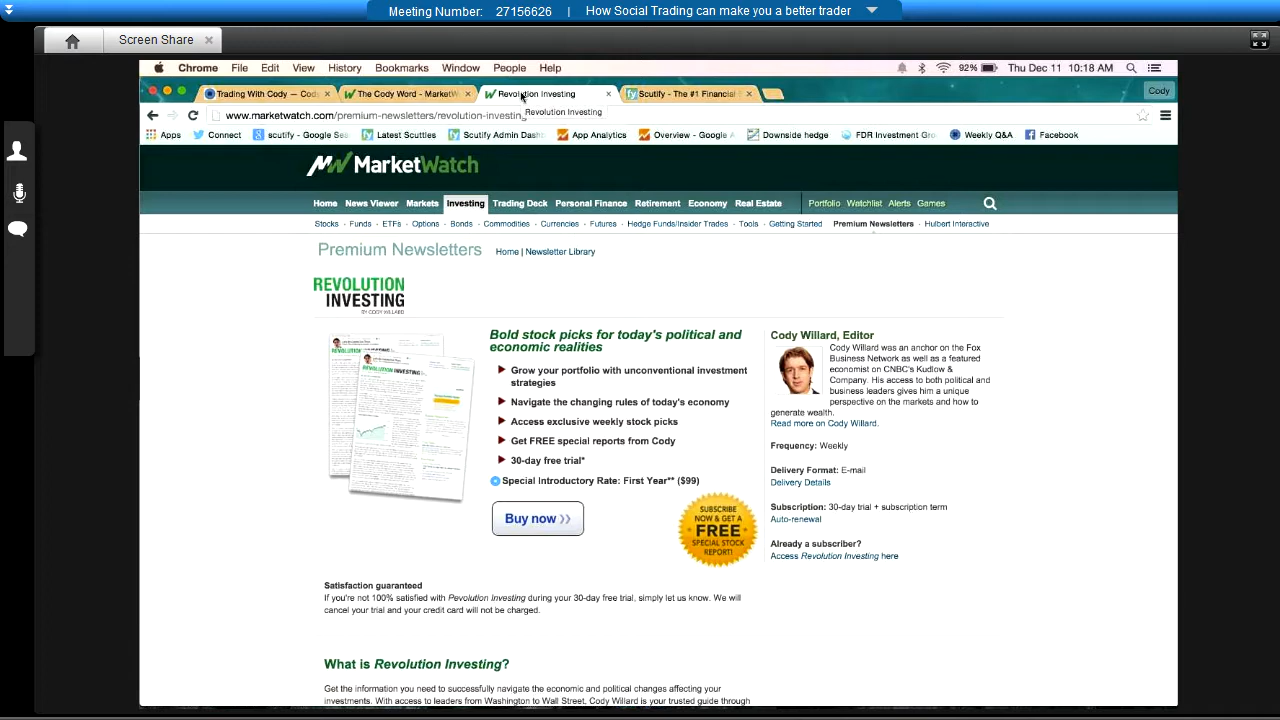 Meeting Number: 27156626 | How Social Trading can make you a better trader
Screen Share
Chrome File Edit View History Bookmarks Window People Help 92% Thu Dec 11 10:18 AM
Trading With Cody — Cody The Cody Word - MarketW Revolution Investing Scutify - The #1 Financial Cody
www.marketwatch.com/premium-newsletters/revolution-investing
Revolution Investing
Apps Connect scutify - Google Sea Latest Scuttles Scutify Admin Dash App Analytics Overview - Google A Downside hedge FDR Investment Gro Weekly Q&A Facebook
MarketWatch
Home News Viewer Markets Investing Trading Deck Personal Finance Retirement Economy Real Estate Portfolio Watchlist Alerts Games
Stocks · Funds · ETFs · Options · Bonds · Commodities · Currencies · Futures · Hedge Funds/Insider Trades · Tools · Getting Started Premium Newsletters · Hulbert Interactive
Premium Newsletters Home | Newsletter Library
REVOLUTION
INVESTING
BY CODY WILLARD
Bold stock picks for today's political and
economic realities
Grow your portfolio with unconventional investment
strategies
Navigate the changing rules of today's economy
Access exclusive weekly stock picks
Get FREE special reports from Cody
30-day free trial*
Special Introductory Rate: First Year** ($99)
Buy now
SUBSCRIBE
NOW & GET A
FREE
SPECIAL STOCK
REPORT!
Cody Willard, Editor
Cody Willard was an anchor on the Fox
Business Network as well as a featured
economist on CNBC's Kudlow &
Company. His access to both political and
business leaders gives him a unique
perspective on the markets and how to
generate wealth.
Read more on Cody Willard.
Frequency: Weekly
Delivery Format: E-mail
Delivery Details
Subscription: 30-day trial + subscription term
Auto-renewal
Already a subscriber?
Access Revolution Investing here
Satisfaction guaranteed
If you're not 100% satisfied with Revolution Investing during your 30-day free trial, simply let us know. We will
cancel your trial and your credit card will not be charged.
What is Revolution Investing?
Get the information you need to successfully navigate the economic and political changes affecting your
investments. With access to leaders from Washington to Wall Street, Cody Willard is your trusted guide through